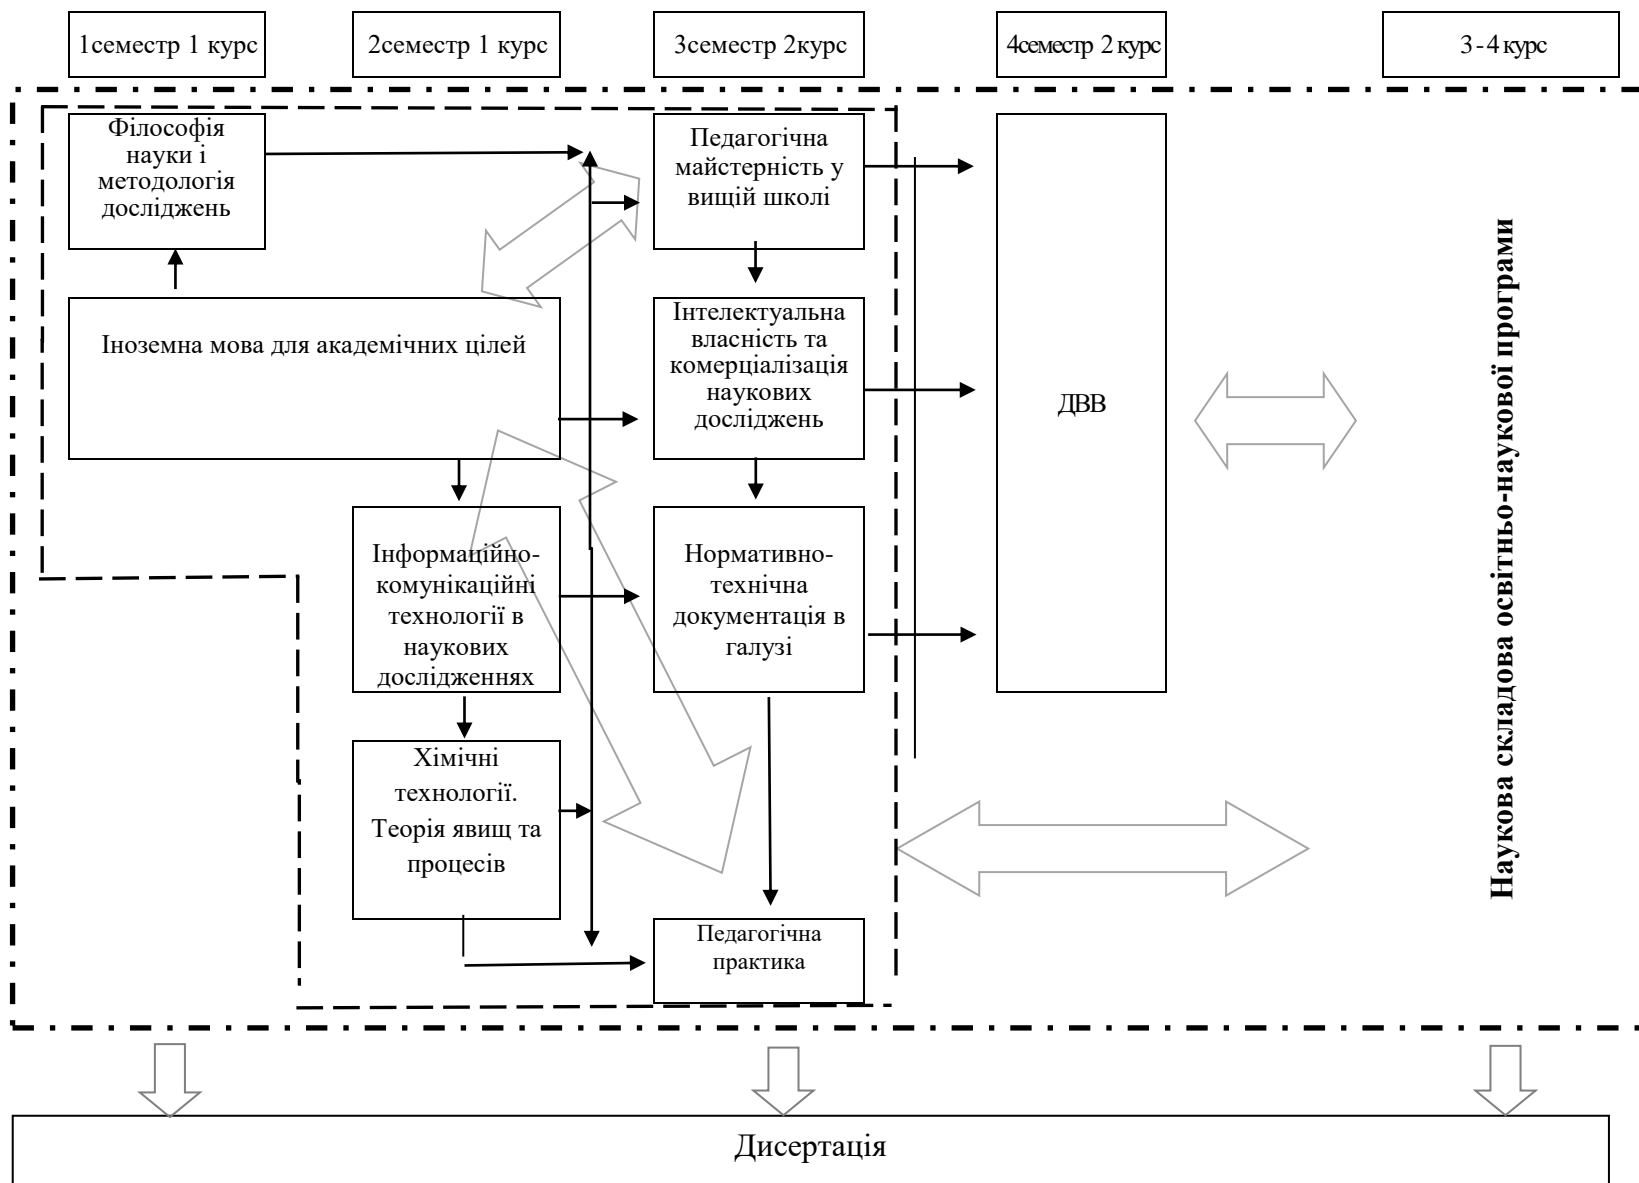 1семестр 1 курс
2семестр 1 курс
3семестр 2курс
4семестр 2 курс
3-4 курс
Філософія
науки і
методологія
досліджень
Педагогічна
майстерність у
вищій школі
Іноземна мова для академічних цілей
Інтелектуальна
власність та
комерціалізація
наукових
досліджень
ДВВ
Наукова складова освітньо-наукової програми
Інформаційно-
комунікаційні
технології в
наукових
дослідженнях
Нормативно-
технічна
документація в
галузі
Хімічні
технології.
Теорія явищ та
процесів
Педагогічна
практика
Дисертація